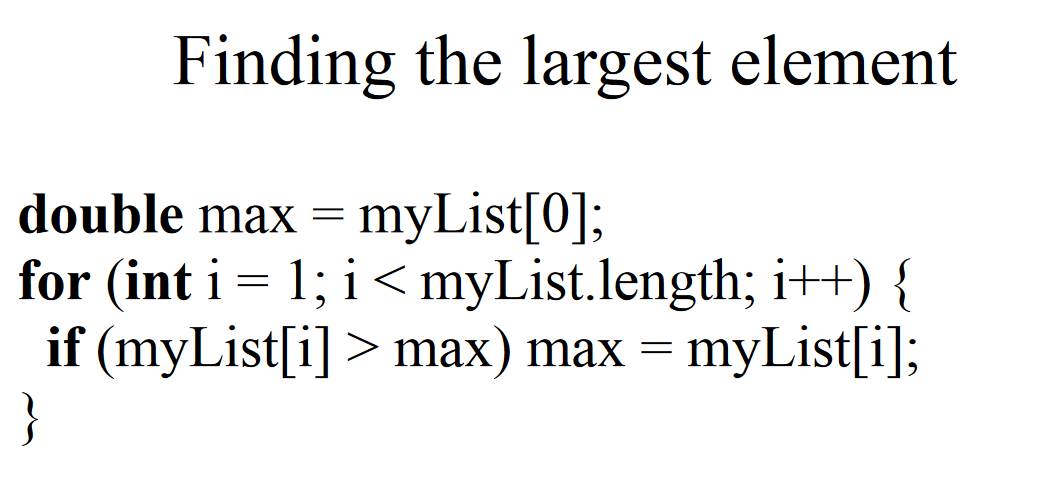 Finding the largest element
double max = myList[0];
for (int i = 1; i < myList.length; i++) {
if (myList[i] > max) max = myList[i];
}